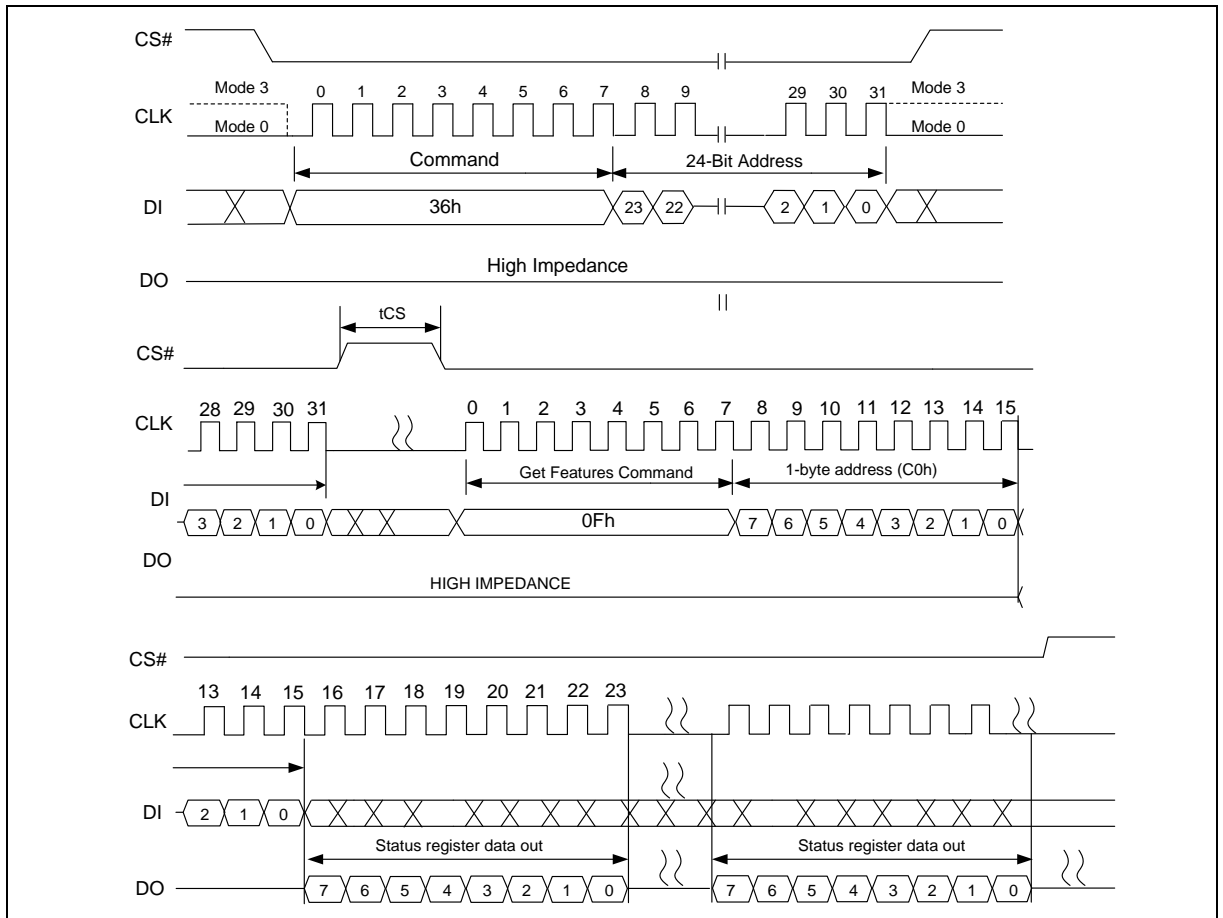 CS#
Mode 3 0 1 2 3 4 5 6 7 8 9 29 30 31 Mode 3
CLK
Mode 0 Mode 0
Command 24-Bit Address
DI 36h 23 22 2 1 0
High Impedance
DO
tCS
CS#
28 29 30 31 0 1 2 3 4 5 6 7 8 9 10 11 12 13 14 15
CLK
Get Features Command 1-byte address (C0h)
DI
3 2 1 0 0Fh 7 6 5 4 3 2 1 0
DO
HIGH IMPEDANCE
CS#
13 14 15 16 17 18 19 20 21 22 23
CLK
DI 2 1 0
Status register data out Status register data out
DO 7 6 5 4 3 2 1 0 7 6 5 4 3 2 1 0